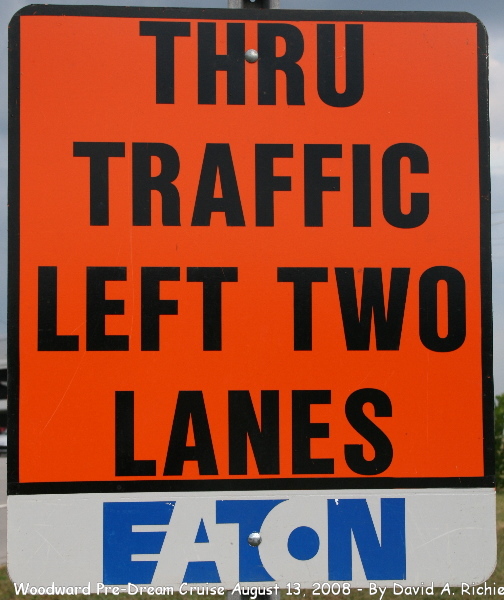 THRU
TRAFFIC
LEFT TWO
LANES
EATON
Woodward Pre-Dream Cruise August 13, 2008 - By David A. Richie